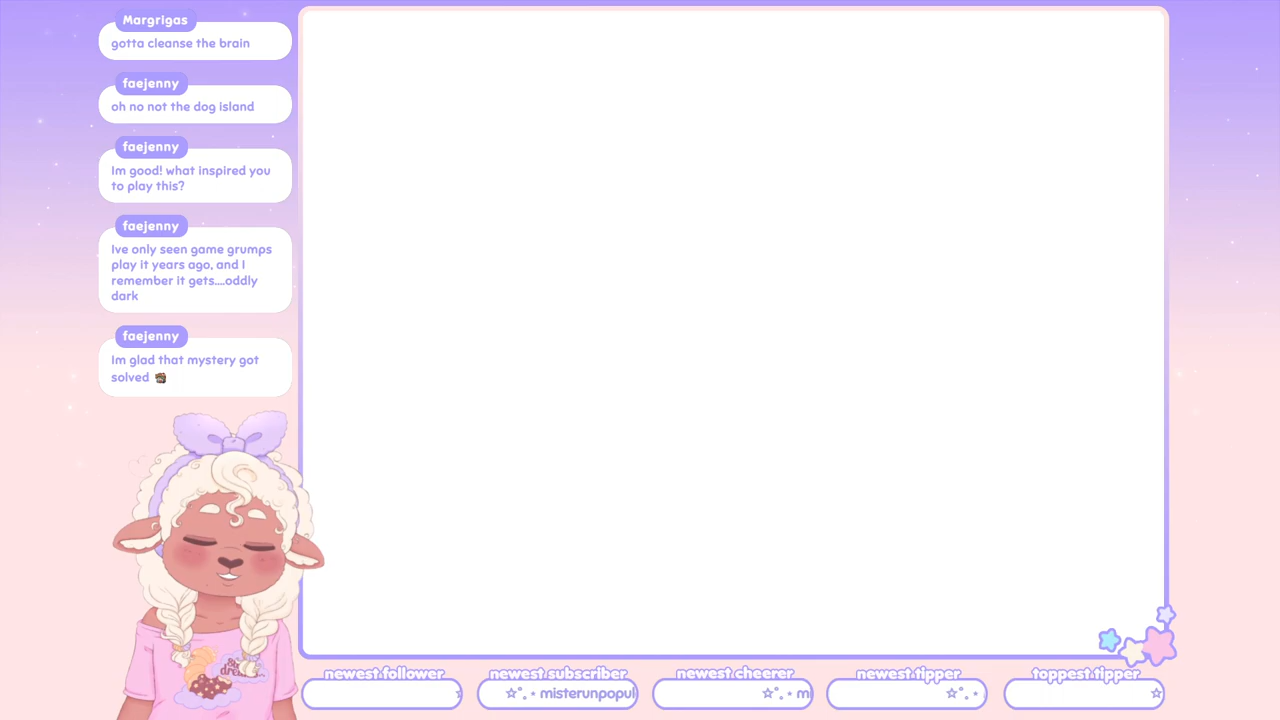 Margrigas
gotta cleanse the brain
faejenny
oh no not the dog island
faejenny
Im good! what inspired you
to play this?
faejenny
Ive only seen game grumps
play it years ago, and I
remember it gets....oddly
dark
faejenny
Im glad that mystery got
solved
newest follower
newest subscriber
newest cheerer
newest tipper
toppest tipper
misterunpopul
m